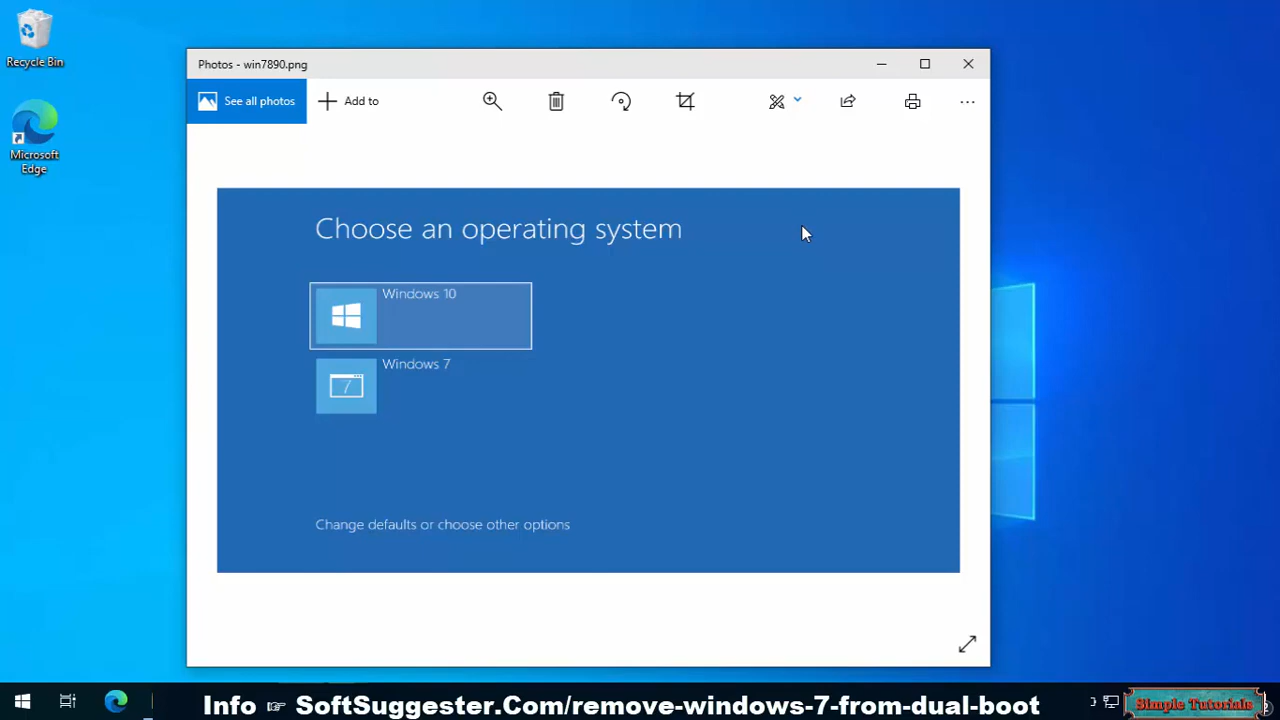 Recycle Bin
Microsoft
Edge
Photos - win7890.png
See all photos
Add to
Choose an operating system
Windows 10
7
Windows 7
Change defaults or choose other options
Info ☞ SoftSuggester.Com/remove-windows-7-from-dual-boot
Simple Tutorials